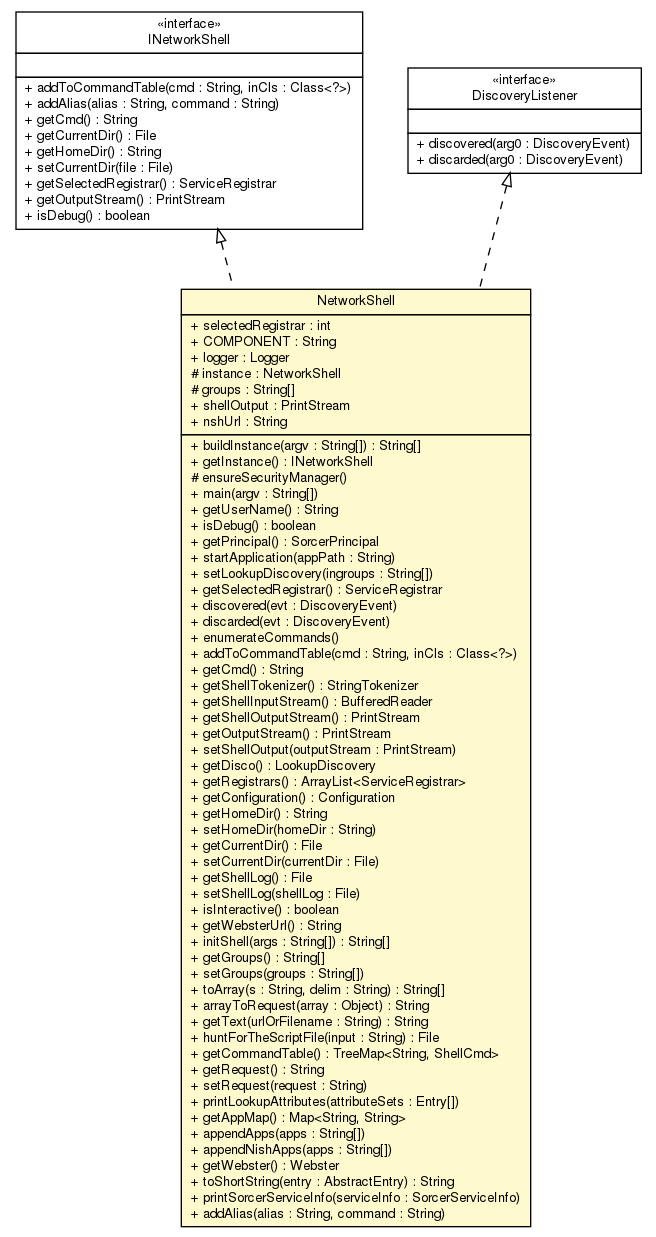 «interface»
INetworkShell
+ addToCommandTable(cmd : String, inCls : Class<?>)
+ addAlias(alias : String, command : String)
+ getCmd() : String
+ getCurrentDir() : File
+ getHomeDir() : String
+ setCurrentDir(file : File)
+ getSelectedRegistrar() : ServiceRegistrar
+ getOutputStream() : PrintStream
+ isDebug() : boolean
«interface»
DiscoveryListener
+ discovered(arg0 : DiscoveryEvent)
+ discarded(arg0 : DiscoveryEvent)
NetworkShell
+ selectedRegistrar : int
+ COMPONENT : String
+ logger : Logger
# instance : NetworkShell
# groups : String[]
+ shellOutput : PrintStream
+ nshUrl : String
+ buildInstance(argv : String[]) : String[]
+ getInstance() : INetworkShell
# ensureSecurityManager()
+ main(argv : String[])
+ getUserName() : String
+ isDebug() : boolean
+ getPrincipal() : SorcerPrincipal
+ startApplication(appPath : String)
+ setLookupDiscovery(ingroups : String[])
+ getSelectedRegistrar() : ServiceRegistrar
+ discovered(evt : DiscoveryEvent)
+ discarded(evt : DiscoveryEvent)
+ enumerateCommands()
+ addToCommandTable(cmd : String, inCls : Class<?>)
+ getCmd() : String
+ getShellTokenizer() : StringTokenizer
+ getShellInputStream() : BufferedReader
+ getShellOutputStream() : PrintStream
+ getOutputStream() : PrintStream
+ setShellOutput(outputStream : PrintStream)
+ getDisco() : LookupDiscovery
+ getRegistrars() : ArrayList<ServiceRegistrar>
+ getConfiguration() : Configuration
+ getHomeDir() : String
+ setHomeDir(homeDir : String)
+ getCurrentDir() : File
+ setCurrentDir(currentDir : File)
+ getShellLog() : File
+ setShellLog(shellLog : File)
+ isInteractive() : boolean
+ getWebsterUrl() : String
+ initShell(args : String[]) : String[]
+ getGroups() : String[]
+ setGroups(groups : String[])
+ toArray(s : String, delim : String) : String[]
+ arrayToRequest(array : Object) : String
+ getText(urlOrFilename : String) : String
+ huntForTheScriptFile(input : String) : File
+ getCommandTable() : TreeMap<String, ShellCmd>
+ getRequest() : String
+ setRequest(request : String)
+ printLookupAttributes(attributeSets : Entry[])
+ getAppMap() : Map<String, String>
+ appendApps(apps : String[])
+ appendNishApps(apps : String[])
+ getWebster() : Webster
+ toShortString(entry : AbstractEntry) : String
+ printSorcerServiceInfo(serviceInfo : SorcerServiceInfo)
+ addAlias(alias : String, command : String)